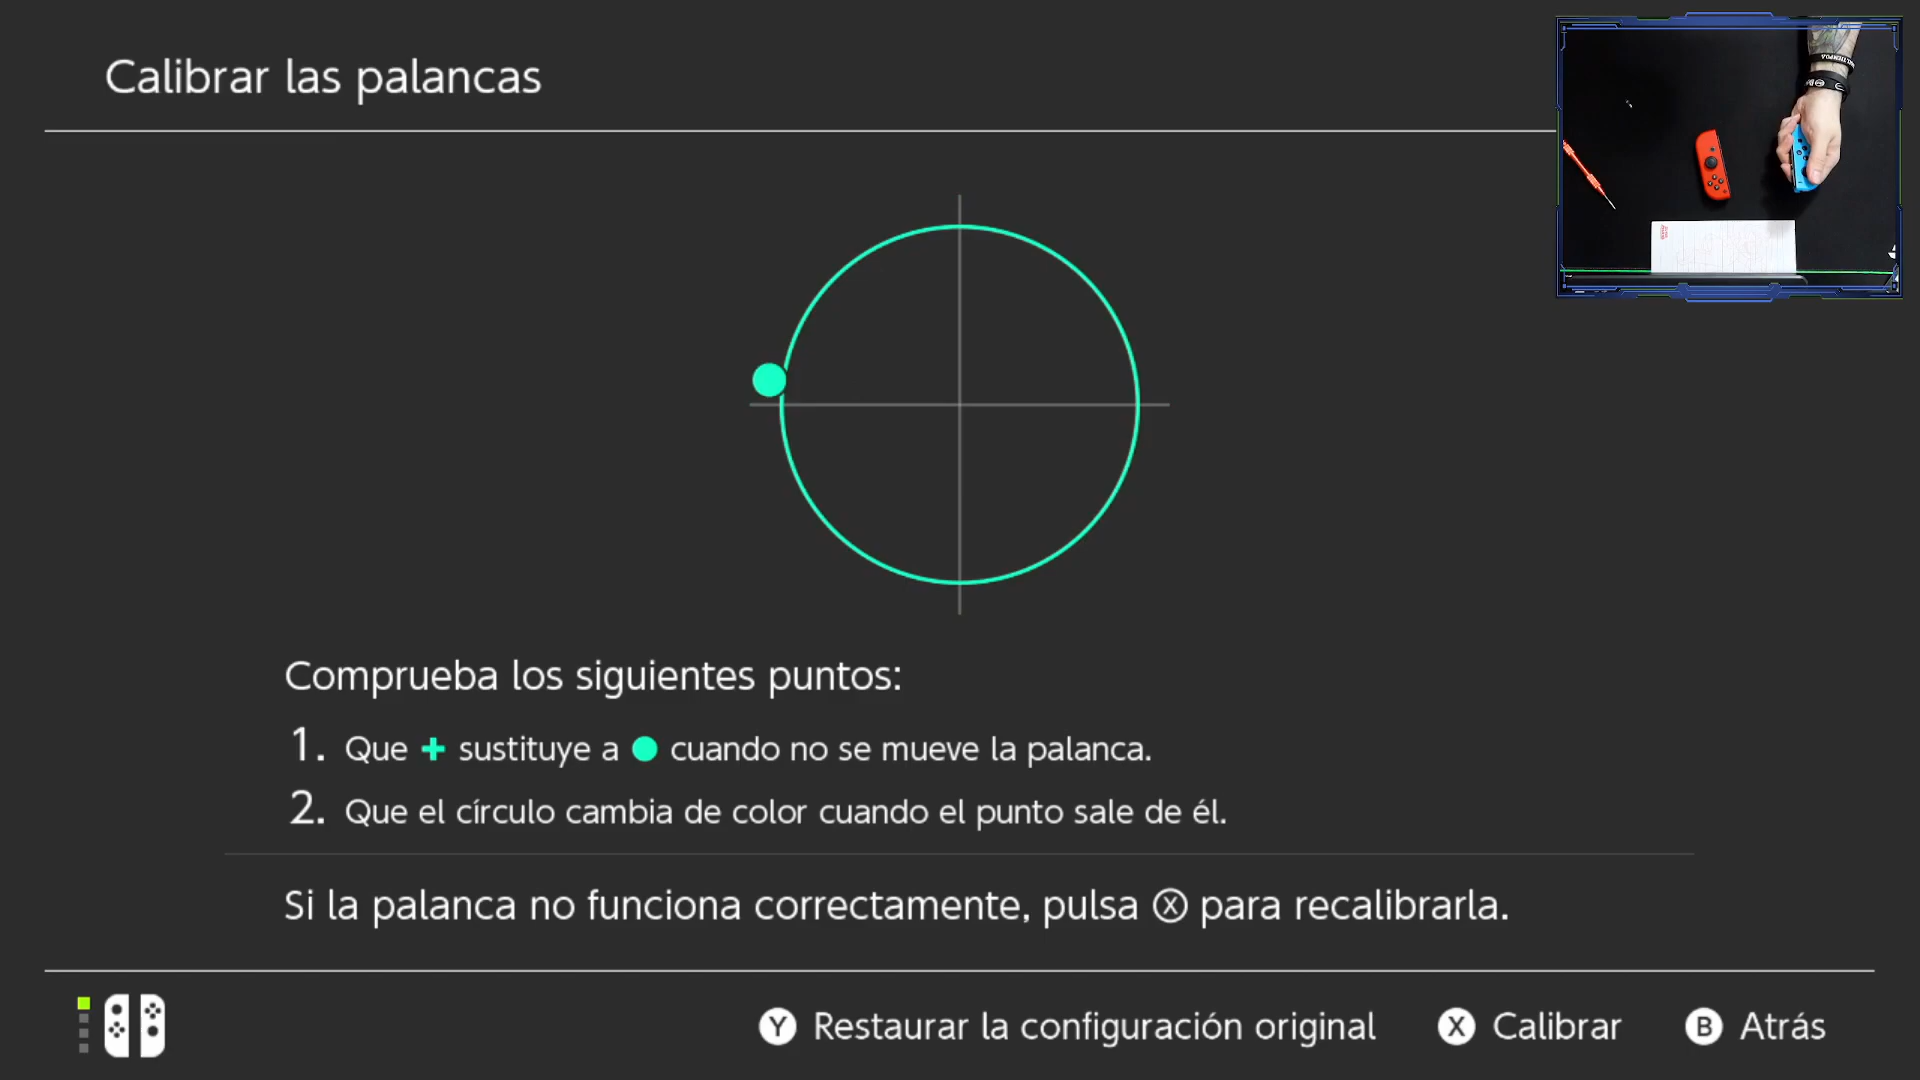 Calibrar las palancas
Comprueba los siguientes puntos:
1. Que + sustituye a ● cuando no se mueve la palanca.
2. Que el círculo cambia de color cuando el punto sale de él.
Si la palanca no funciona correctamente, pulsa Ⓧ para recalibrarla.
Y Restaurar la configuración original
X Calibrar
B Atrás